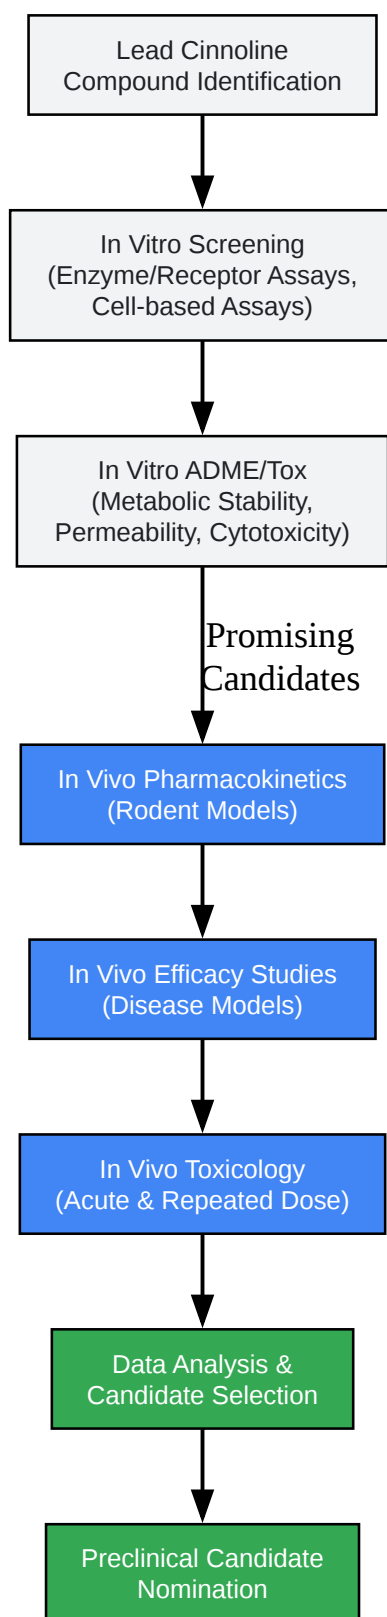 Lead Cinnoline
Compound Identification
In Vitro Screening
(Enzyme/Receptor Assays,
Cell-based Assays)
In Vitro ADME/Tox
(Metabolic Stability,
Permeability, Cytotoxicity)
Promising
Candidates
In Vivo Pharmacokinetics
(Rodent Models)
In Vivo Efficacy Studies
(Disease Models)
In Vivo Toxicology
(Acute & Repeated Dose)
Data Analysis &
Candidate Selection
Preclinical Candidate
Nomination